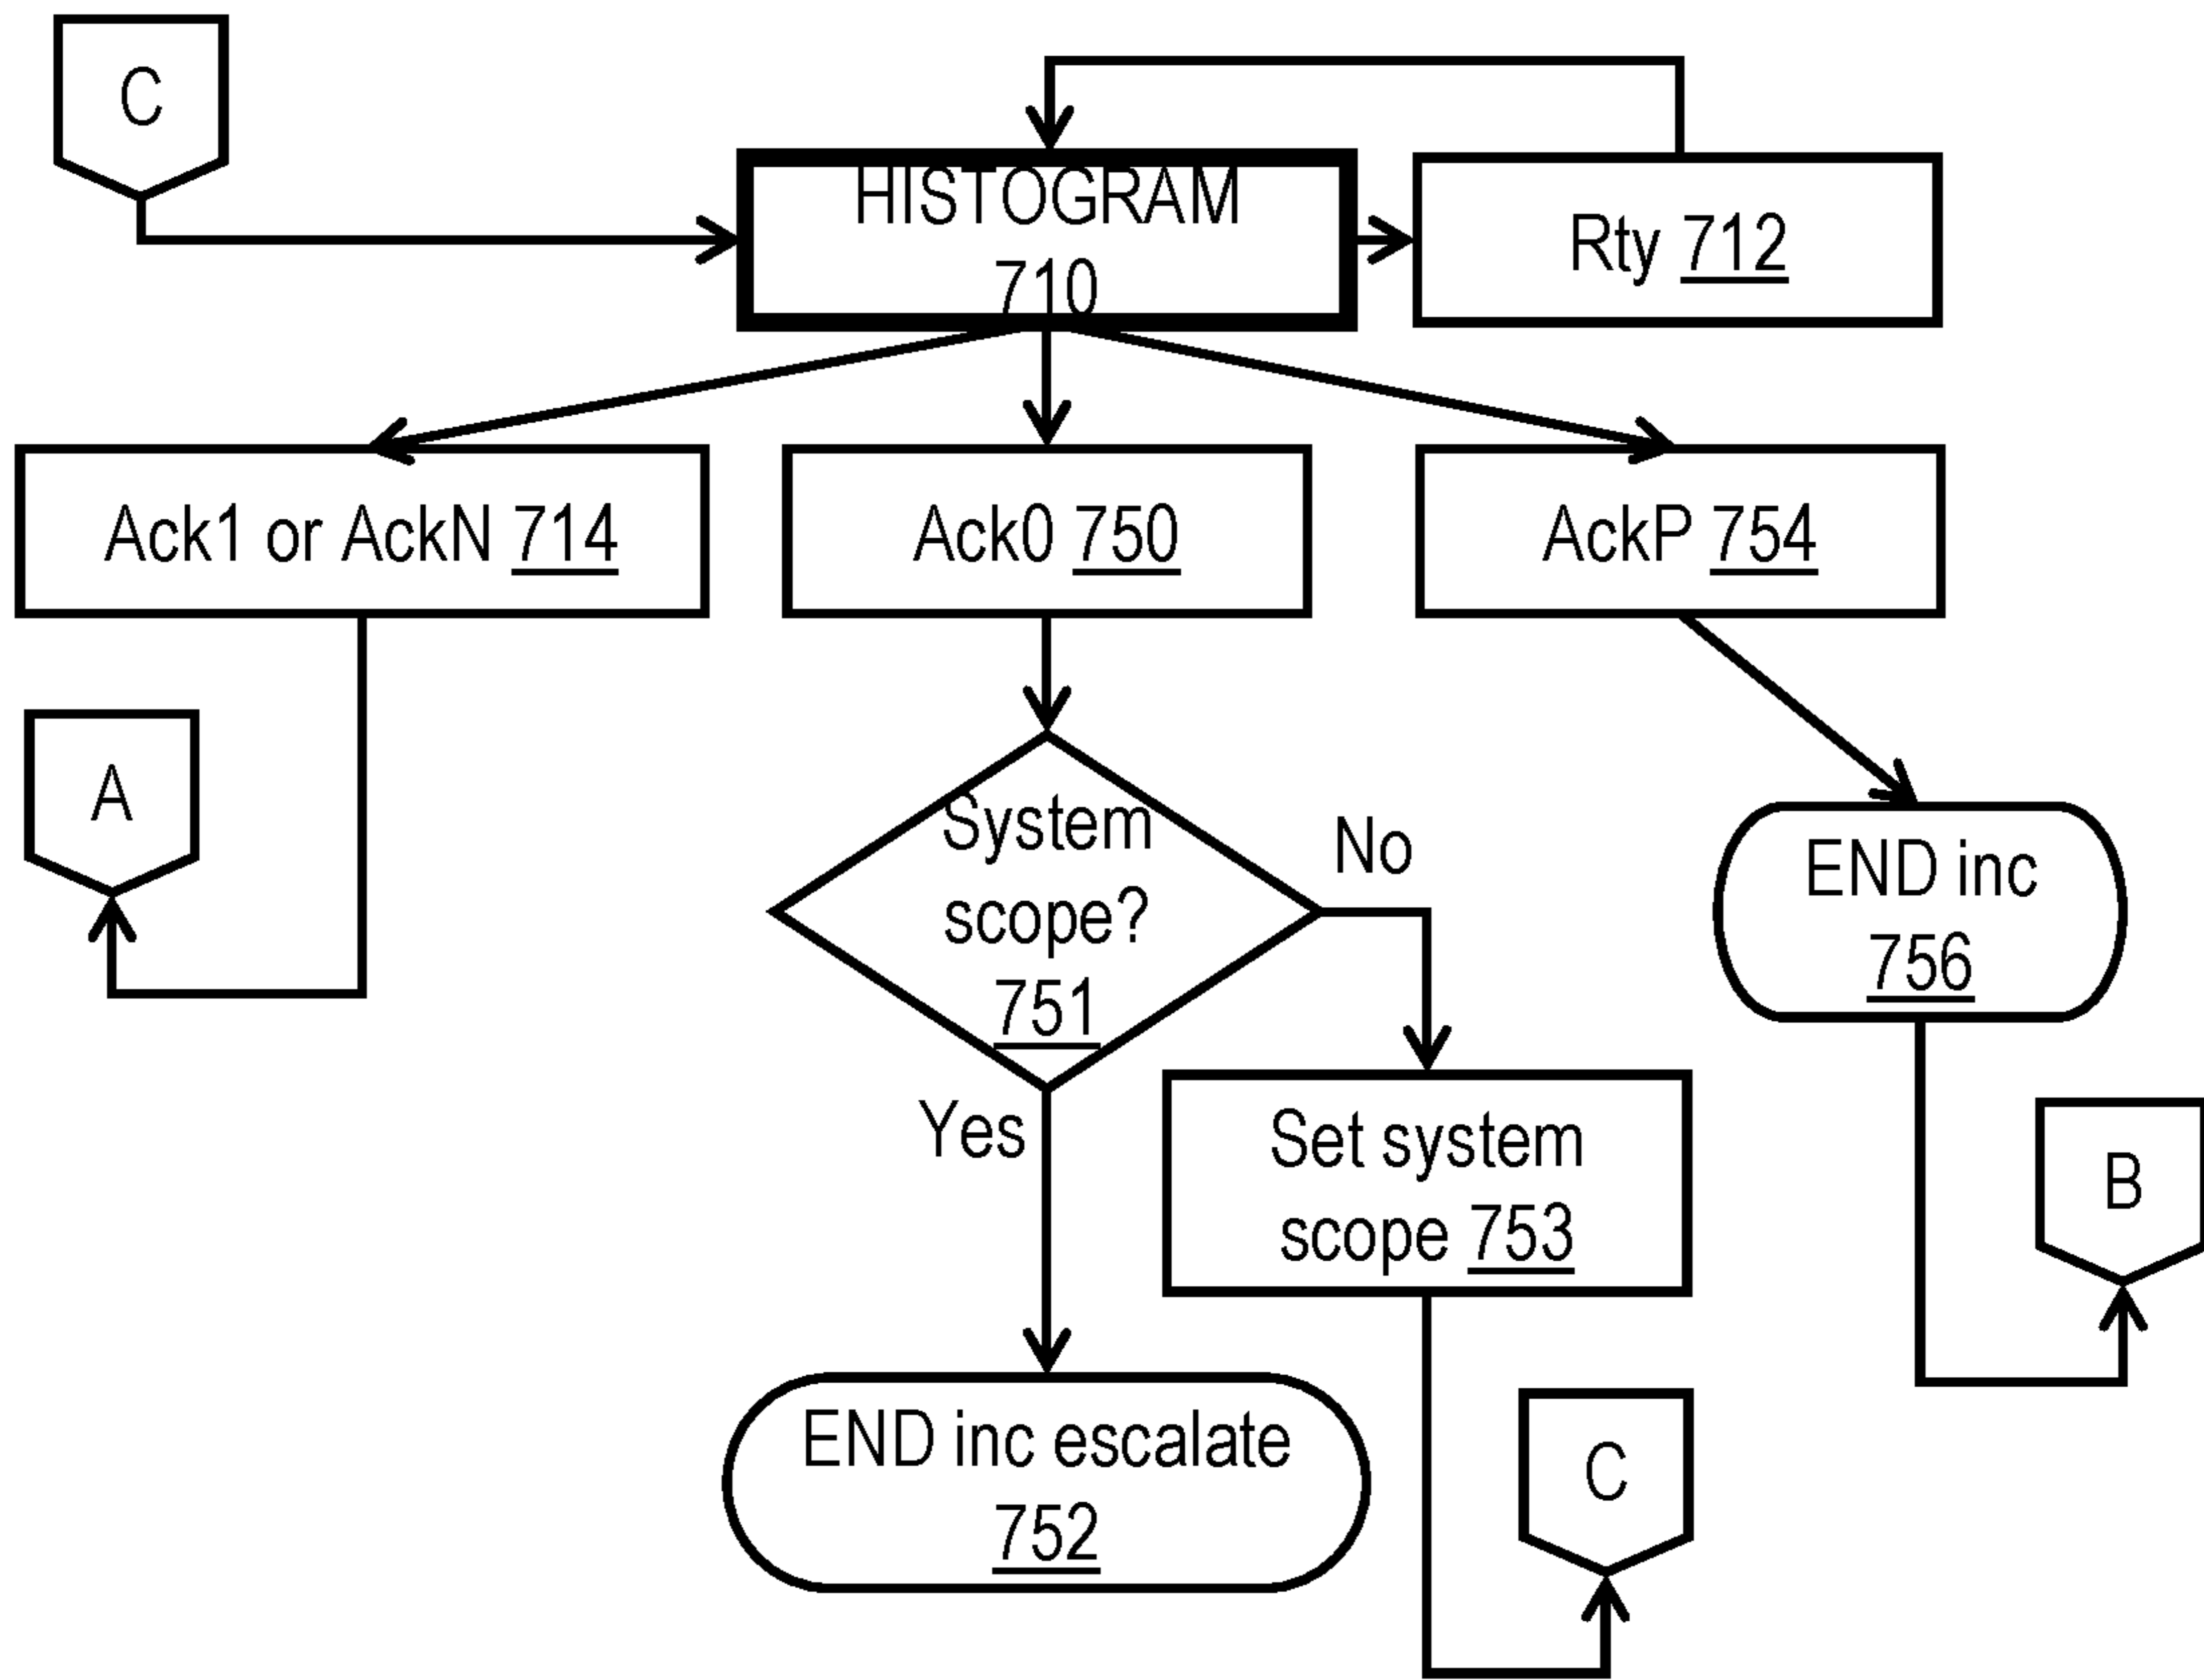 C
HISTOGRAM
710
Rty 712
Ack1 or AckN 714
Ack0 750
AckP 754
A
System
scope?
751
No
Yes
END inc
756
Set system
scope 753
B
END inc escalate
752
C